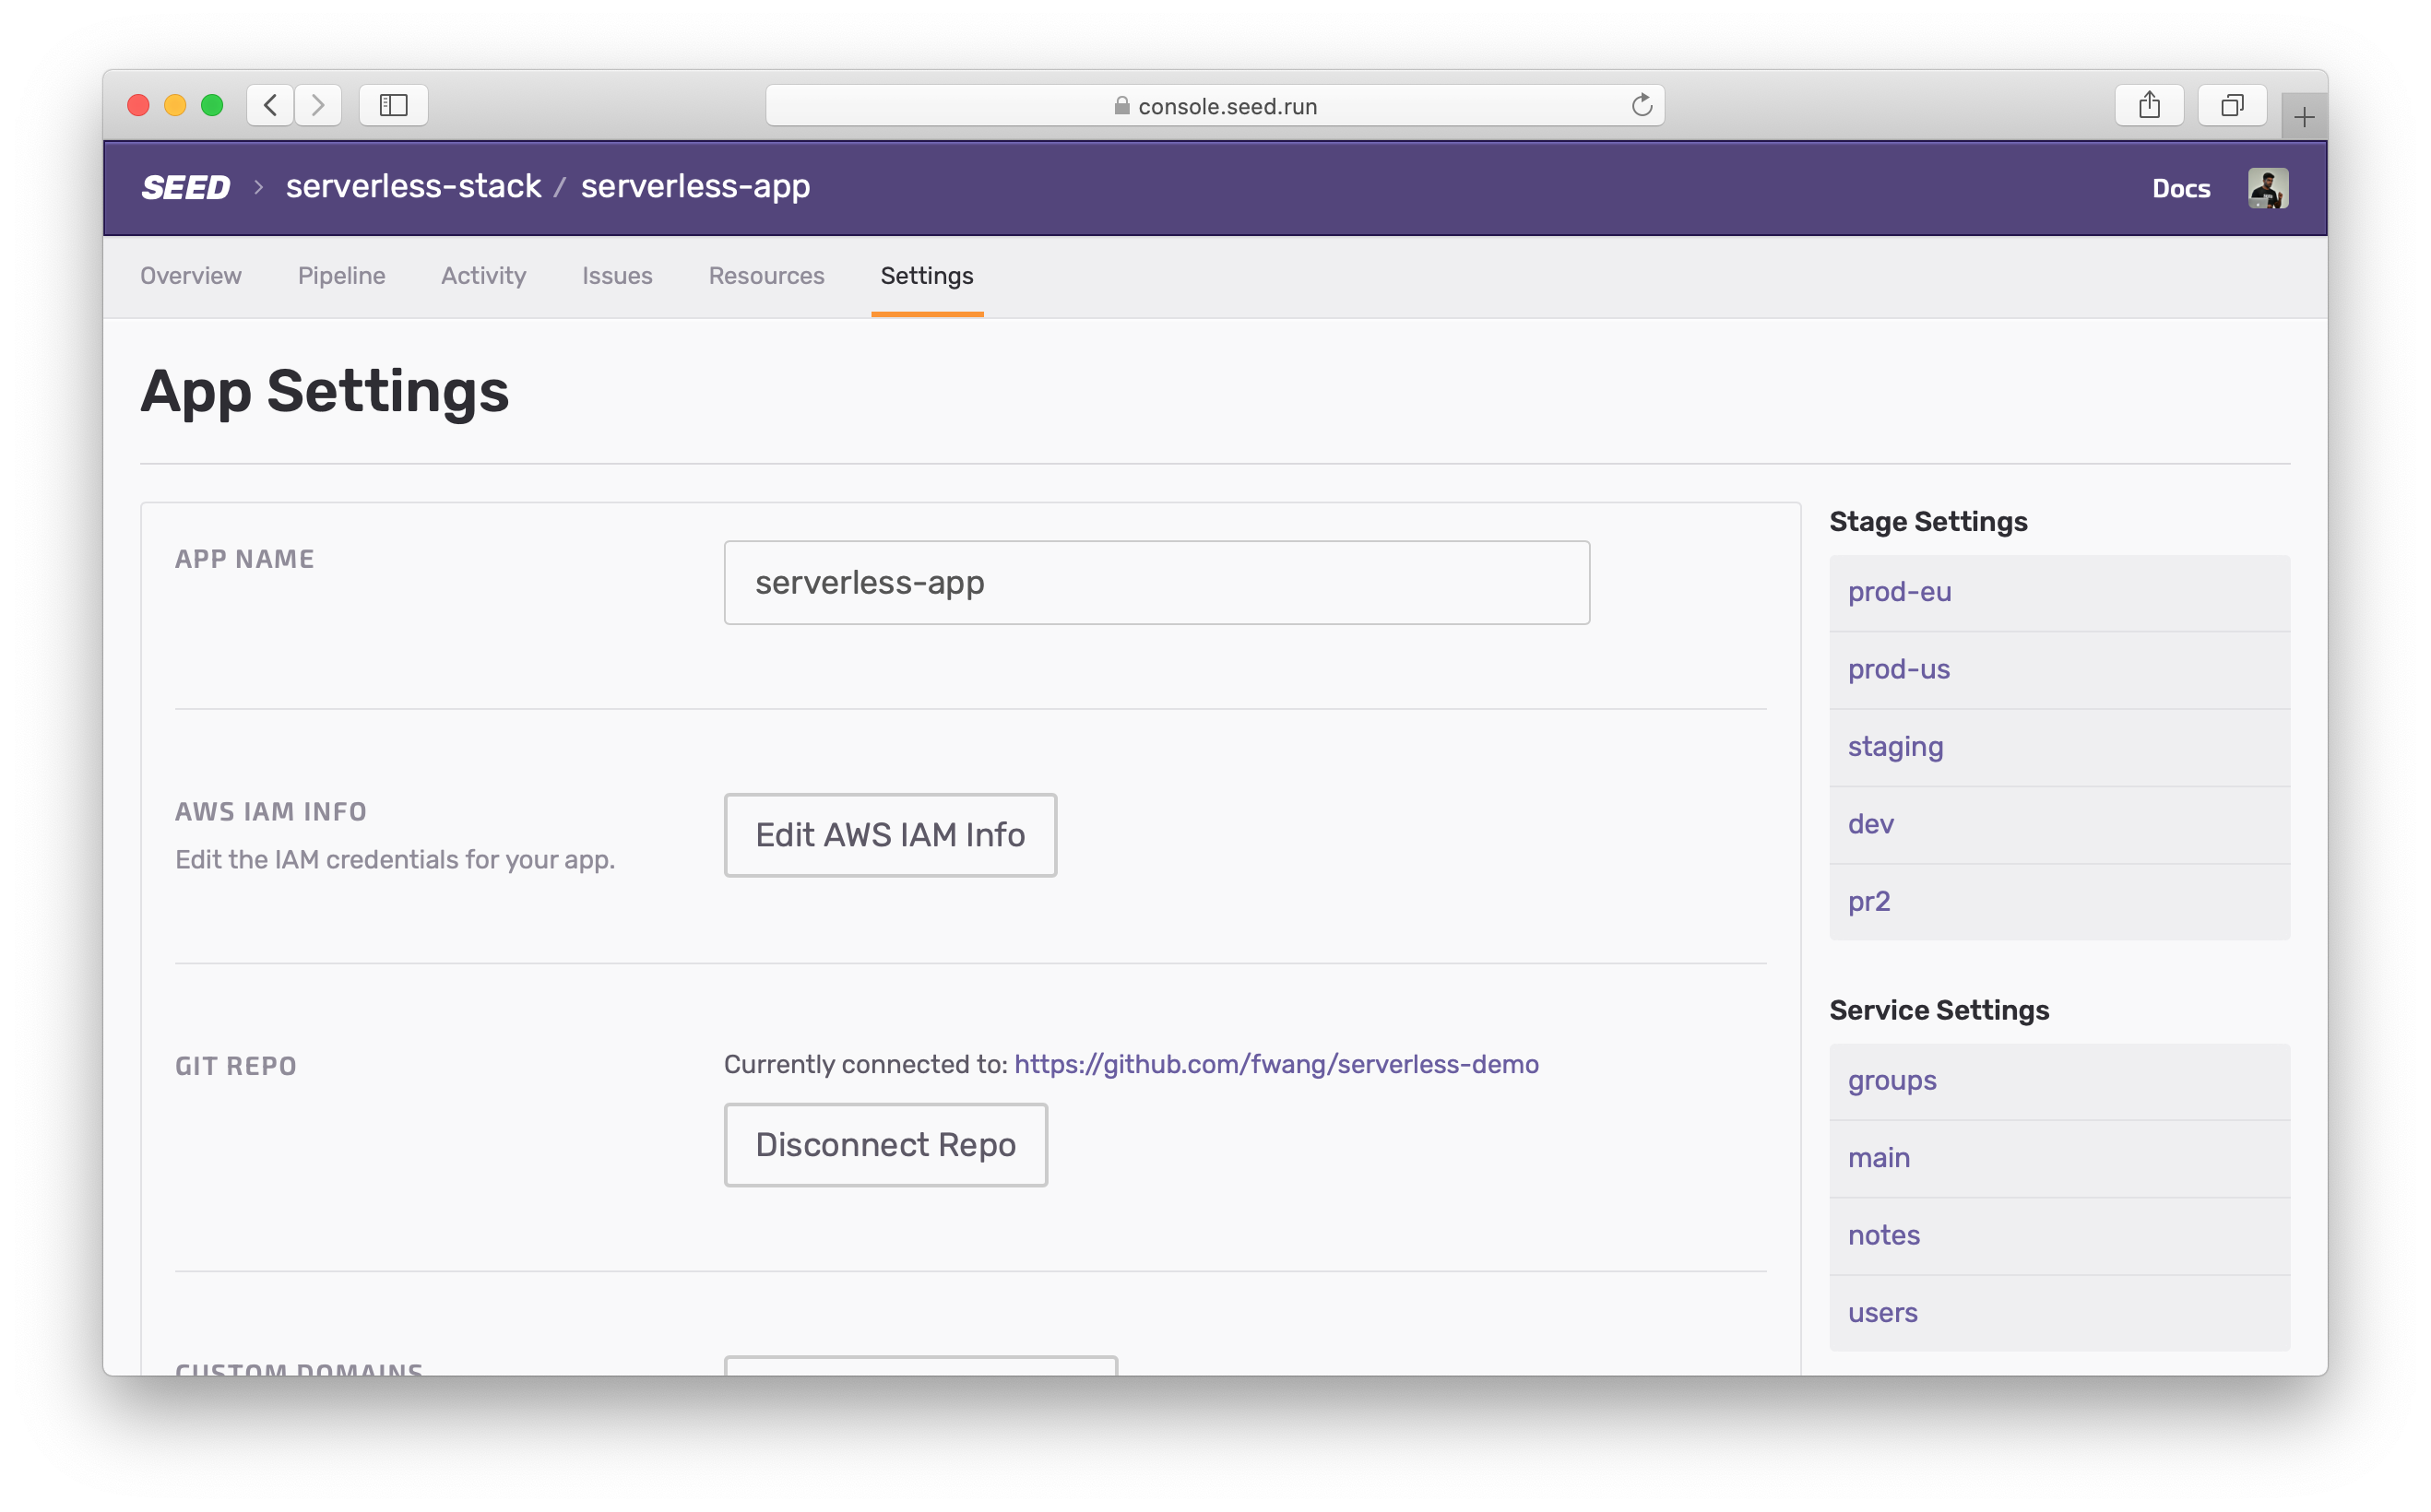 console.seed.run
SEED > serverless-stack / serverless-app
Docs
Overview Pipeline Activity Issues Resources Settings
App Settings
APP NAME
serverless-app
AWS IAM INFO
Edit the IAM credentials for your app.
Edit AWS IAM Info
GIT REPO
Currently connected to: https://github.com/fwang/serverless-demo
Disconnect Repo
CUSTOM DOMAINS
Stage Settings
prod-eu
prod-us
staging
dev
pr2
Service Settings
groups
main
notes
users